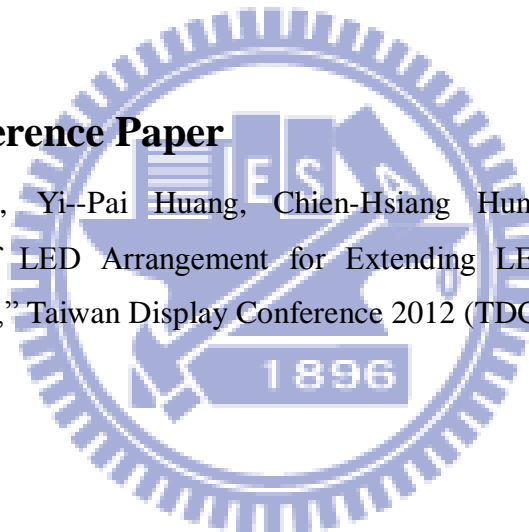 erence Paper
, Yi--Pai Huang, Chien-Hsiang Hun
f LED Arrangement for Extending LE
,” Taiwan Display Conference 2012 (TDC
E S
1896